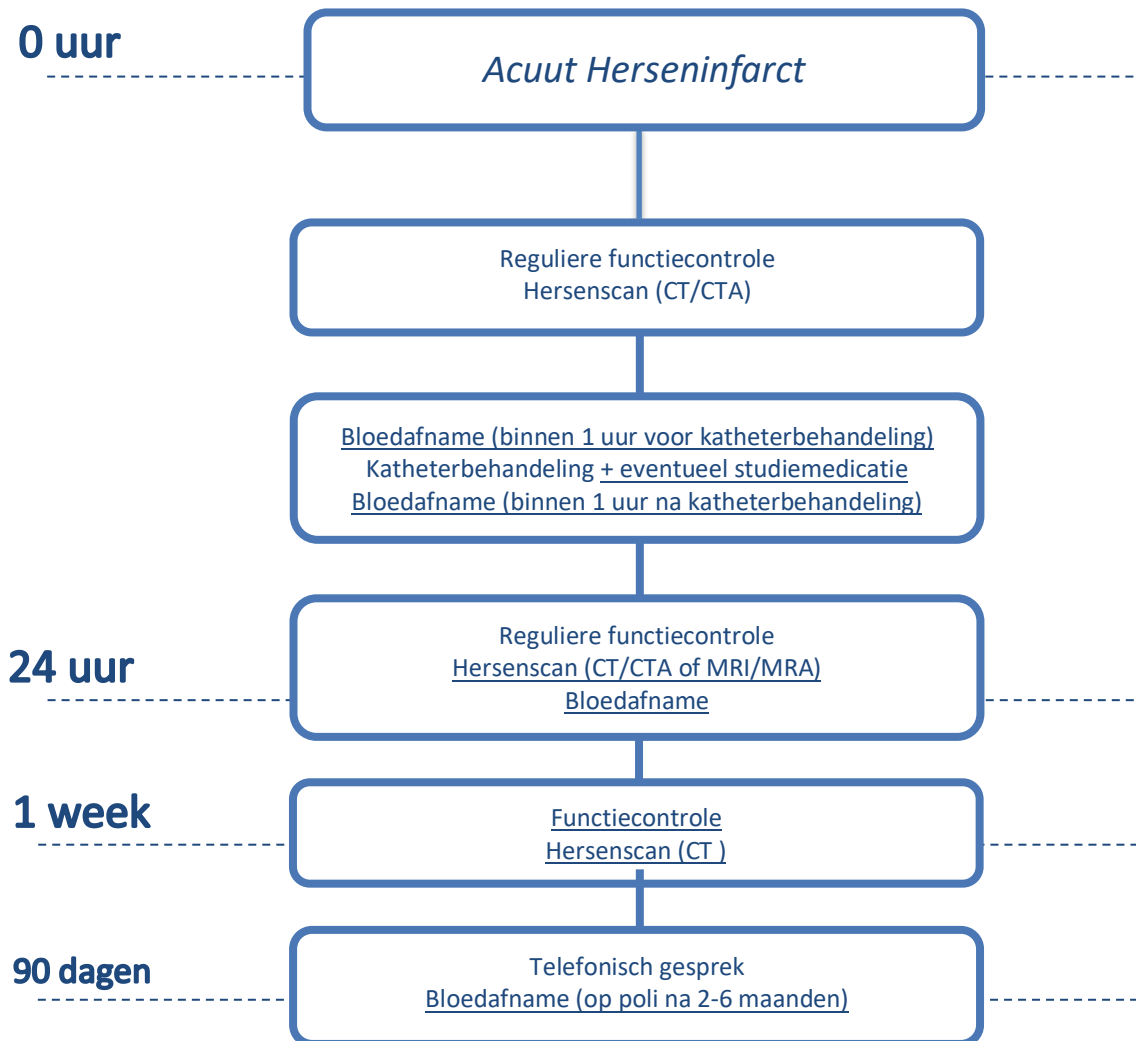 0 uur
Acuut Herseninfarct
Reguliere functiecontrole
Hersenscan (CT/CTA)
Bloedafname (binnen 1 uur voor katheterbehandeling)
Katheterbehandeling + eventueel studiemedicatie
Bloedafname (binnen 1 uur na katheterbehandeling)
24 uur
Reguliere functiecontrole
Hersenscan (CT/CTA of MRI/MRA)
Bloedafname
1 week
Functiecontrole
Hersenscan (CT )
90 dagen
Telefonisch gesprek
Bloedafname (op poli na 2-6 maanden)